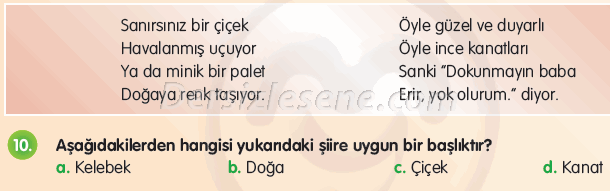 Sanırsınız bir çiçek
Havalanmış uçuyor
Ya da minik bir palet
Doğaya renk taşıyor.
Öyle güzel ve duyarlı
Öyle ince kanatları
Sanki “Dokunmayın baba
Erir, yok olurum.” diyor.
Dersizlesene.com
10. Aşağıdakilerden hangisi yukarıdaki şiire uygun bir başlıktır?
a. Kelebek b. Doğa c. Çiçek d. Kanat